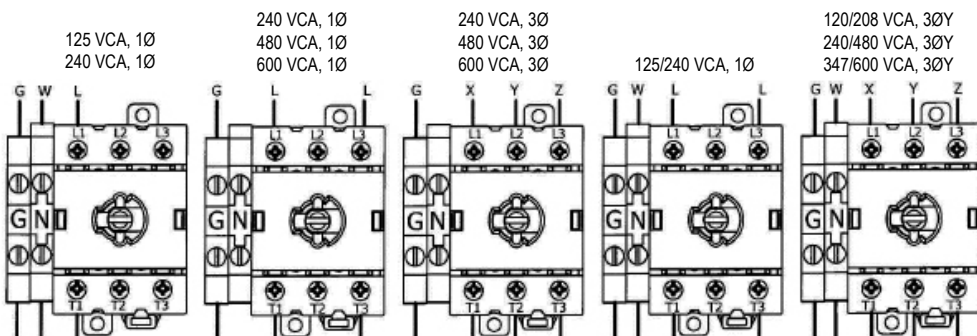 125 VCA, 1Ø
240 VCA, 1Ø
G W L
L1 L2 L3
G N
T1 T2 T3
240 VCA, 1Ø
480 VCA, 1Ø
600 VCA, 1Ø
G L L
L1 L2 L3
G N
T1 T2 T3
240 VCA, 3Ø
480 VCA, 3Ø
600 VCA, 3Ø
G X Y Z
L1 L2 L3
G N
T1 T2 T3
125/240 VCA, 1Ø
G W L L
L1 L2 L3
G N
T1 T2 T3
120/208 VCA, 3ØY
240/480 VCA, 3ØY
347/600 VCA, 3ØY
G W X Y Z
L1 L2 L3
G N
T1 T2 T3